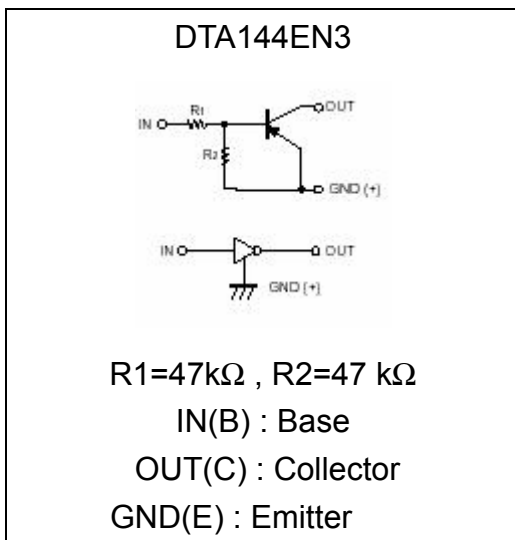 DTA144EN3
R1
IN
OUT
R2
GND (+)
IN
OUT
GND (+)
R1=47kΩ , R2=47 kΩ
IN(B) : Base
OUT(C) : Collector
GND(E) : Emitter